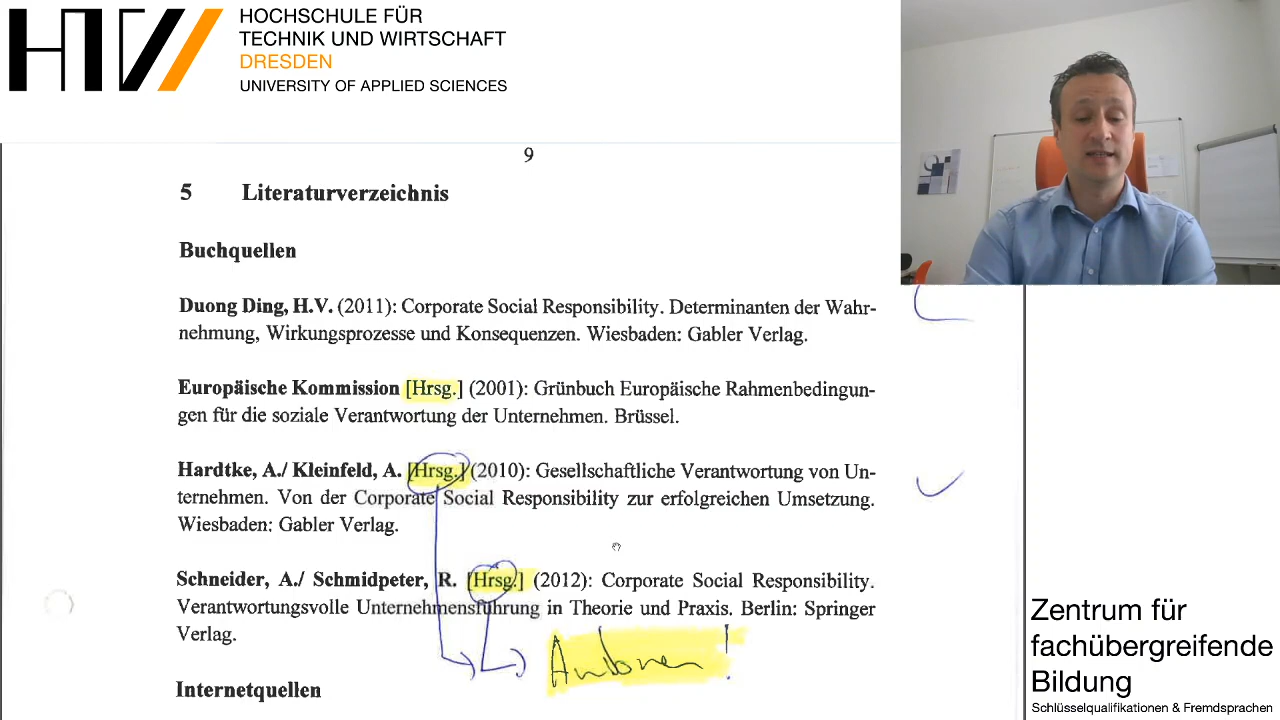 HTW
HOCHSCHULE FÜR
TECHNIK UND WIRTSCHAFT
DRESDEN
UNIVERSITY OF APPLIED SCIENCES
9
5 Literaturverzeichnis
Buchquellen
Duong Ding, H.V. (2011): Corporate Social Responsibility. Determinanten der Wahr-
nehmung, Wirkungsprozesse und Konsequenzen. Wiesbaden: Gabler Verlag.
Europäische Kommission [Hrsg.] (2001): Grünbuch Europäische Rahmenbedingun-
gen für die soziale Verantwortung der Unternehmen. Brüssel.
Hardtke, A./ Kleinfeld, A. [Hrsg.] (2010): Gesellschaftliche Verantwortung von Un-
ternehmen. Von der Corporate Social Responsibility zur erfolgreichen Umsetzung.
Wiesbaden: Gabler Verlag.
Schneider, A./ Schmidpeter, R. [Hrsg.] (2012): Corporate Social Responsibility.
Verantwortungsvolle Unternehmensführung in Theorie und Praxis. Berlin: Springer
Verlag.
Autoren!
Internetquellen
Zentrum für
fachübergreifende
Bildung
Schlüsselqualifikationen & Fremdsprachen